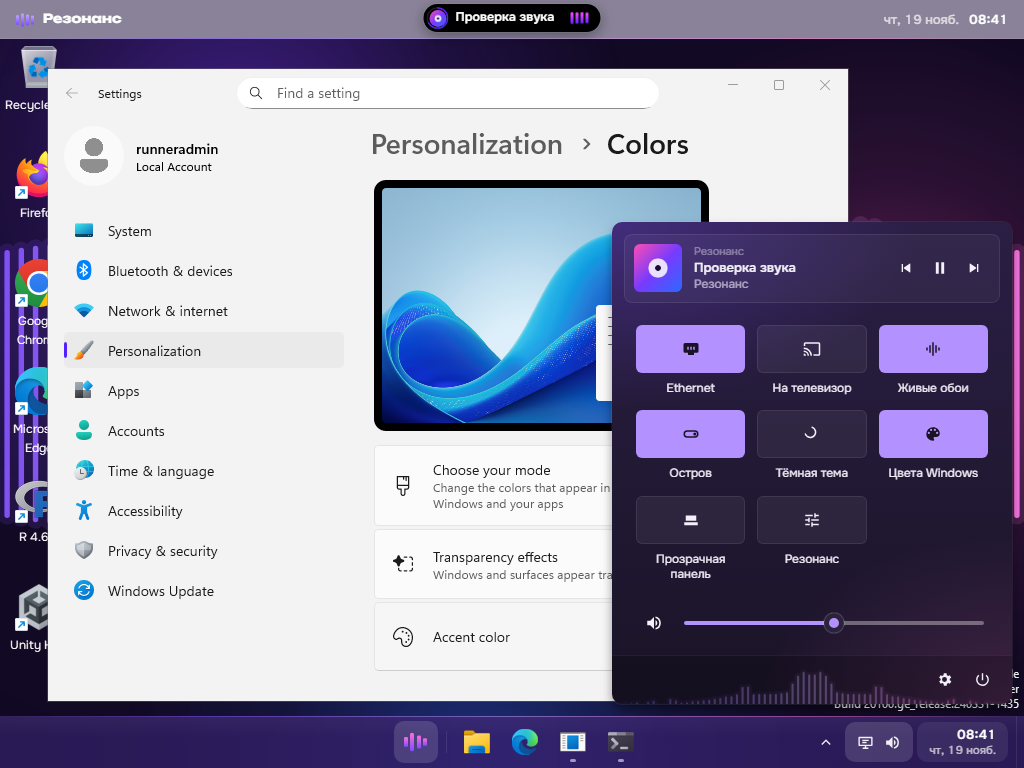 Резонанс
Проверка звука
чт, 19 нояб. 08:41
Recycle
Firefo
Goog
Chron
Micros
Edge
R 4.6
Unity H
Settings
Find a setting
runneradmin
Local Account
System
Bluetooth & devices
Network & internet
Personalization
Apps
Accounts
Time & language
Accessibility
Privacy & security
Windows Update
Personalization > Colors
Choose your mode
Change the colors that appear in
Windows and your apps
Transparency effects
Windows and surfaces appear tra
Accent color
Резонанс
Проверка звука
Резонанс
Ethernet
На телевизор
Живые обои
Остров
Тёмная тема
Цвета Windows
Прозрачная
панель
Резонанс
08:41
чт, 19 нояб.